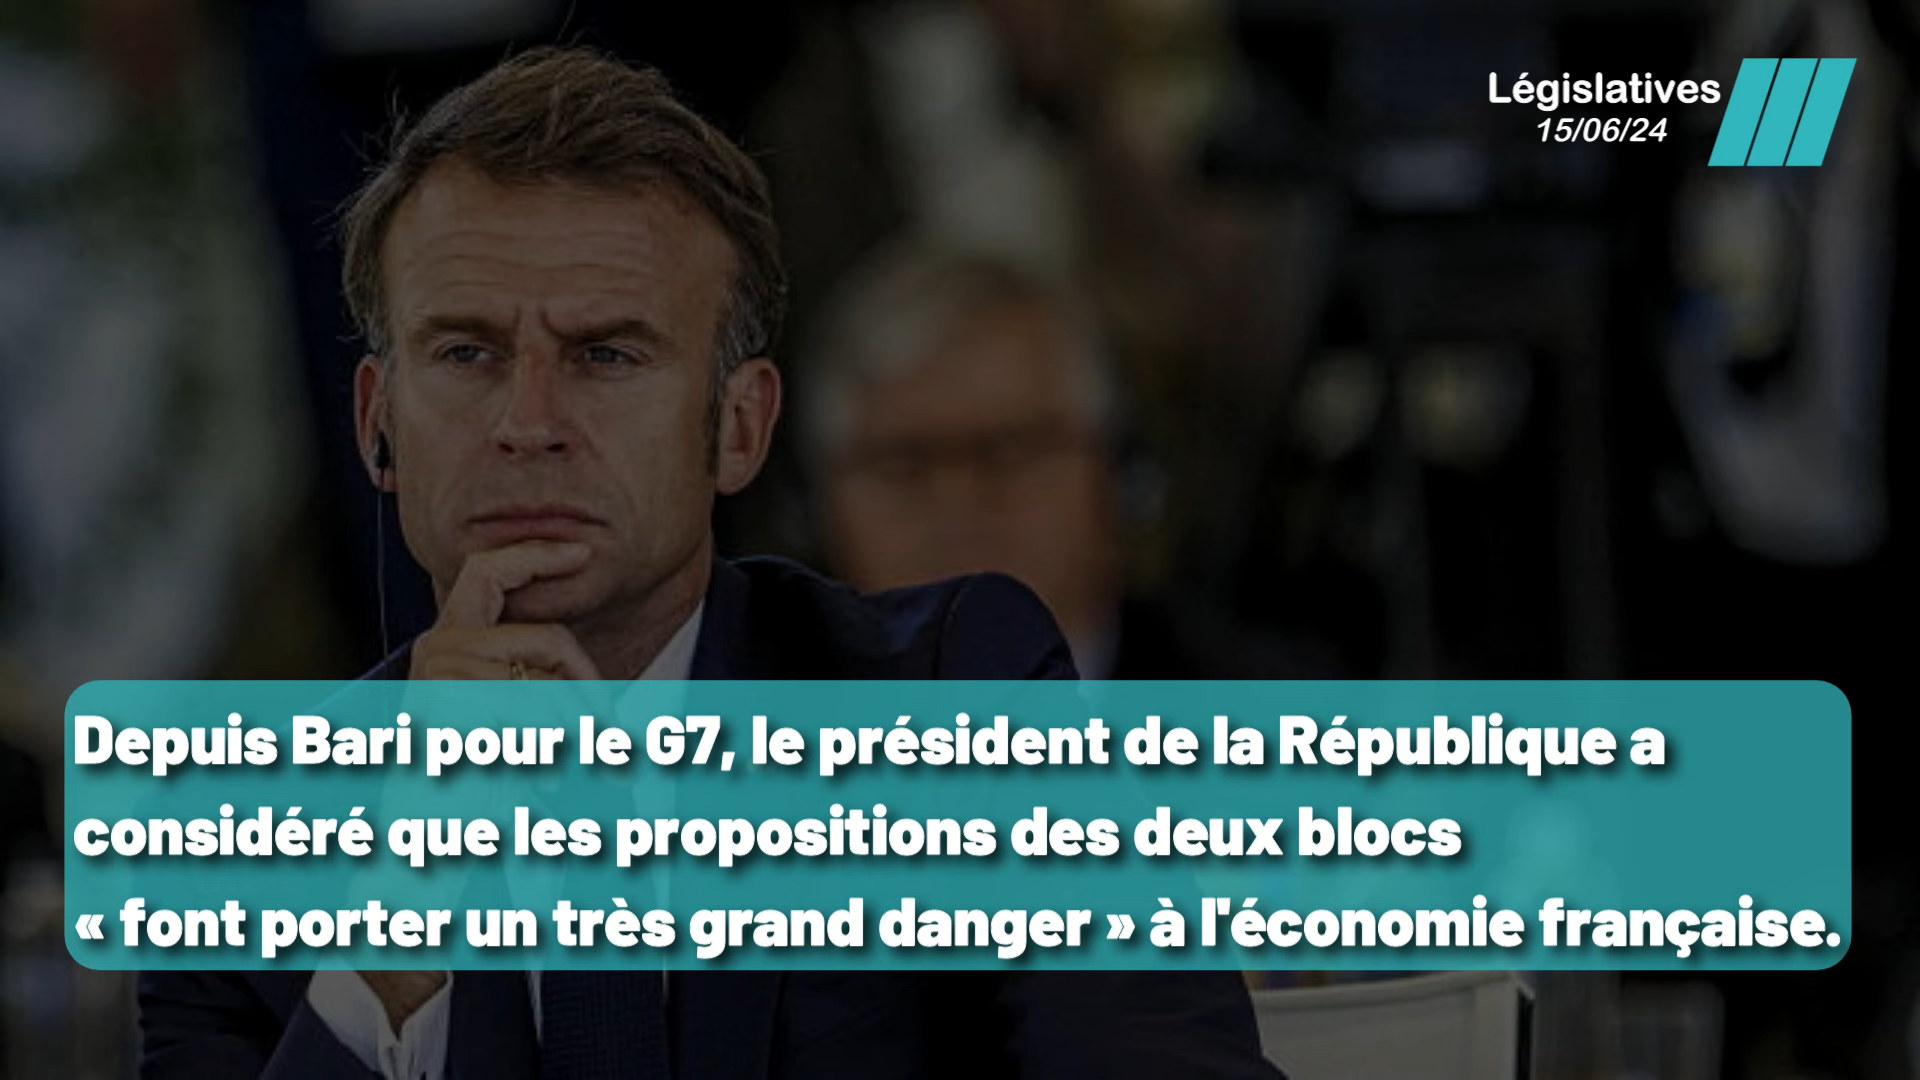 Législatives
15/06/24
Depuis Bari pour le G7, le président de la République a
considéré que les propositions des deux blocs
« font porter un très grand danger » à l'économie française.